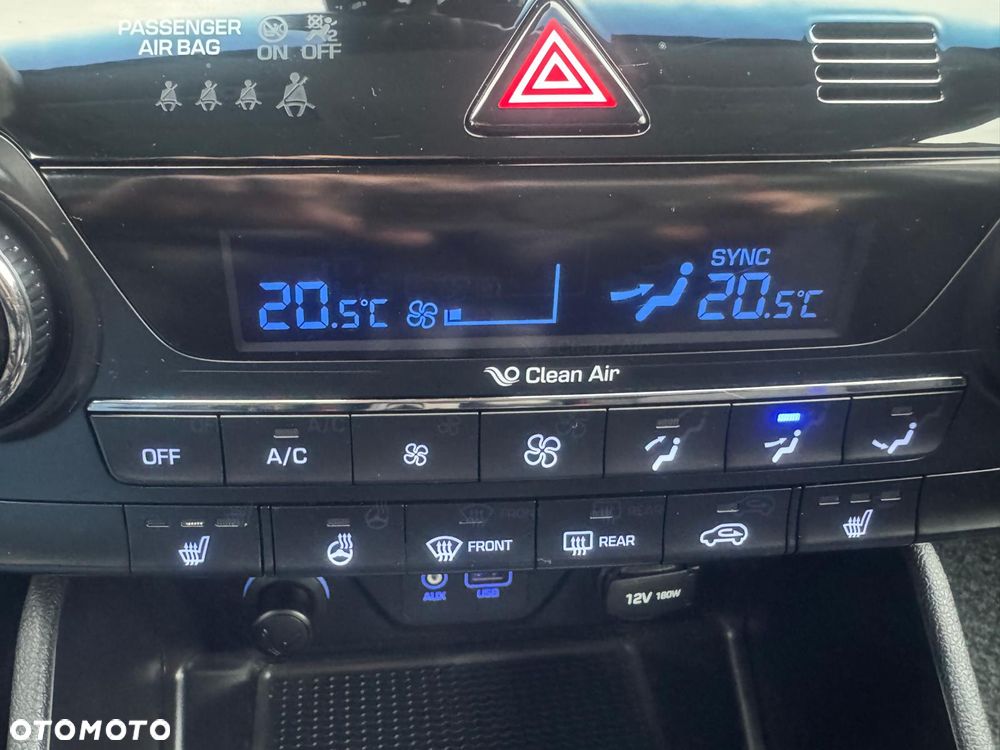 PASSENGER
AIR BAG ON OFF
SYNC
20.5°C 20.5°C
Clean Air
OFF A/C
FRONT REAR
AUX USB 12V 180W
OTOMOTO